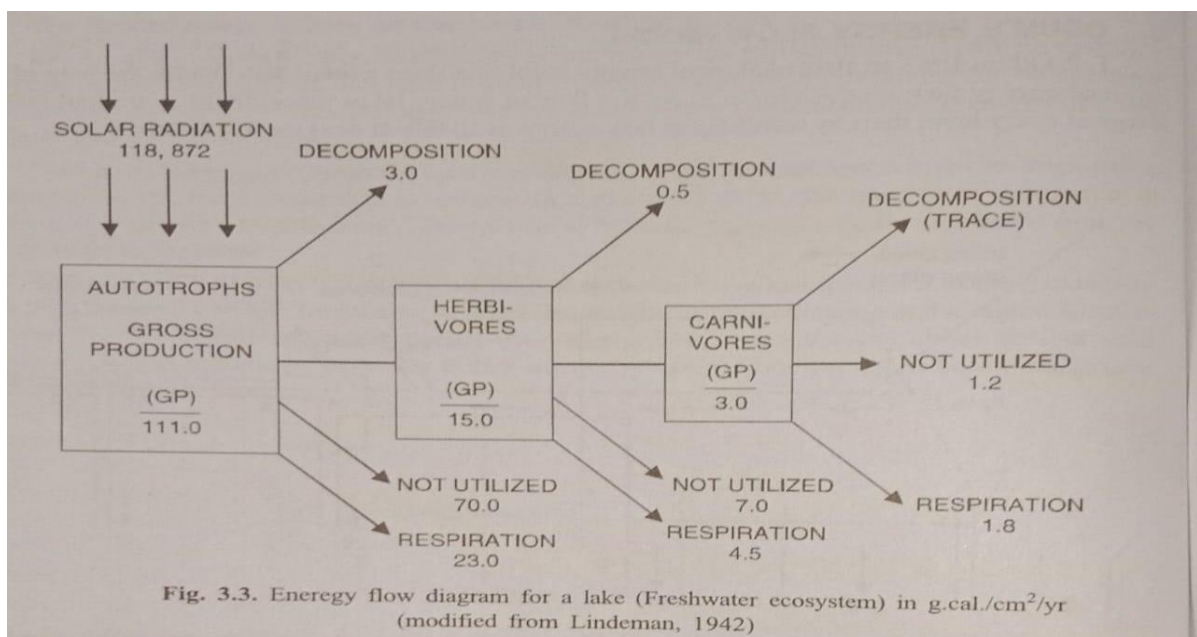 SOLAR RADIATION
118, 872
DECOMPOSITION
3.0
DECOMPOSITION
0.5
DECOMPOSITION
(TRACE)
AUTOTROPHS
GROSS
PRODUCTION
(GP)
111.0
HERBI-
VORES
(GP)
15.0
CARNI-
VORES
(GP)
3.0
NOT UTILIZED
1.2
NOT UTILIZED
70.0
RESPIRATION
23.0
NOT UTILIZED
7.0
RESPIRATION
4.5
RESPIRATION
1.8
Fig. 3.3. Eneregy flow diagram for a lake (Freshwater ecosystem) in g.cal./cm²/yr
(modified from Lindeman, 1942)